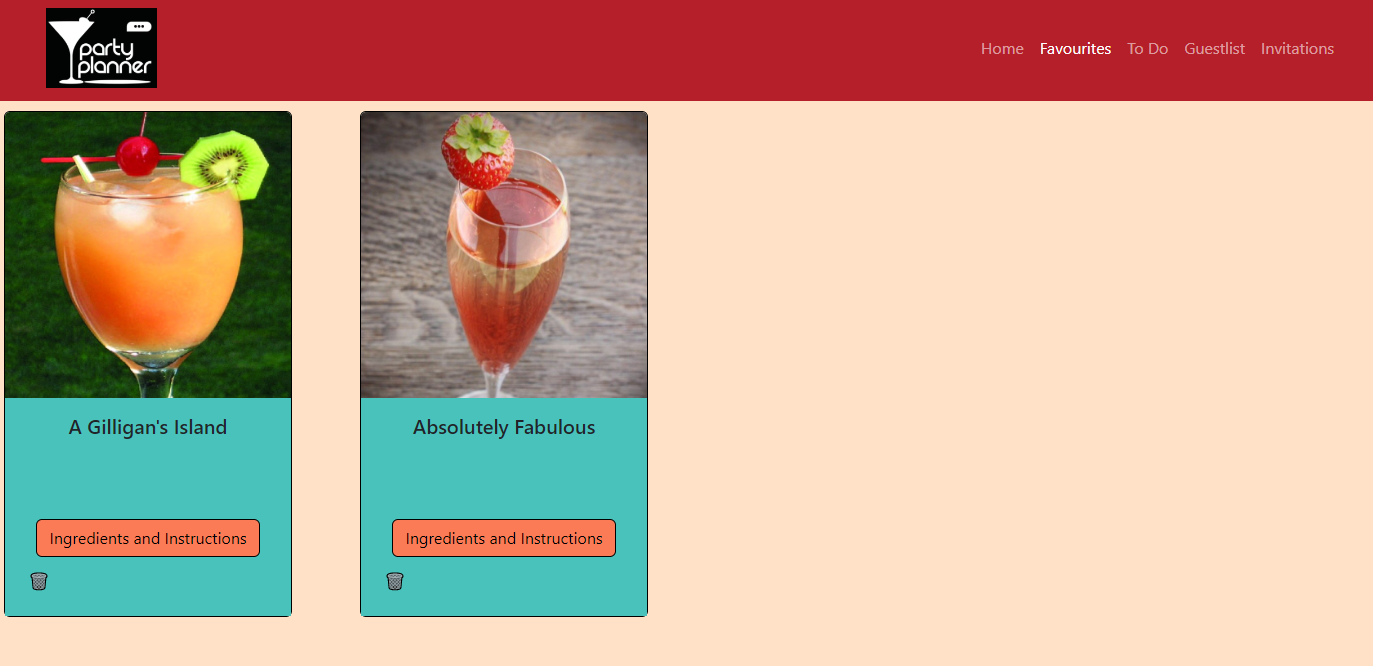 party
planner
Home Favourites To Do Guestlist Invitations
A Gilligan's Island
Absolutely Fabulous
Ingredients and Instructions
Ingredients and Instructions